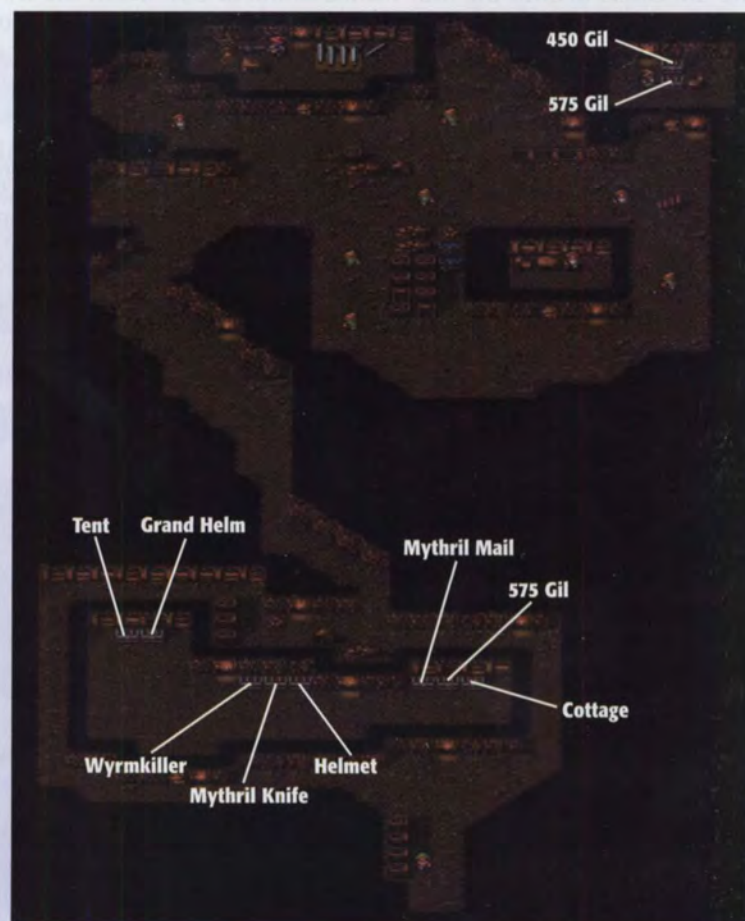 450 Gil
575 Gil
Tent
Grand Helm
Mythril Mail
575 Gil
Cottage
Wyrmkiller
Helmet
Mythril Knife